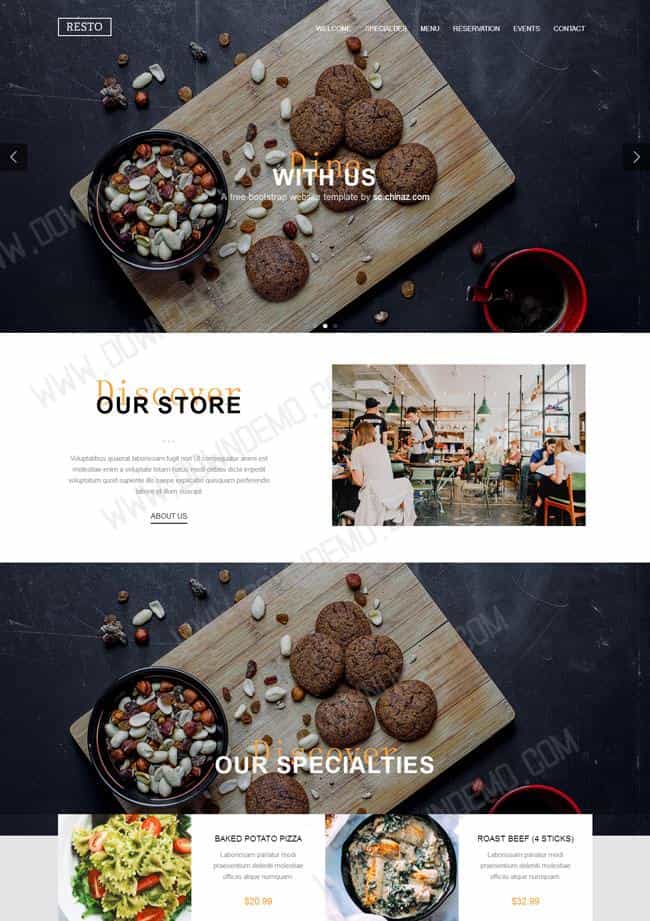 RESTO
WELCOME SPECIALTIES MENU RESERVATION EVENTS CONTACT
Dine
WITH US
A free bootstrap website template by sc.chinaz.com
Discover
OUR STORE
...
Voluptatibus quaerat laboriosam fugit non Ut consequatur animi est
molestiae enim a voluptate totam natus modi debitis dicta impedit
voluptatum quod sapiente illo saepe explicabo quisquam perferendis
labore et illum suscipit
ABOUT US
Discover
OUR SPECIALTIES
BAKED POTATO PIZZA
Laboriosam pariatur modi
praesentium deleniti molestiae
officiis atque numquam
$20.99
ROAST BEEF (4 STICKS)
Laboriosam pariatur modi
praesentium deleniti molestiae
officiis atque numquam
$32.99